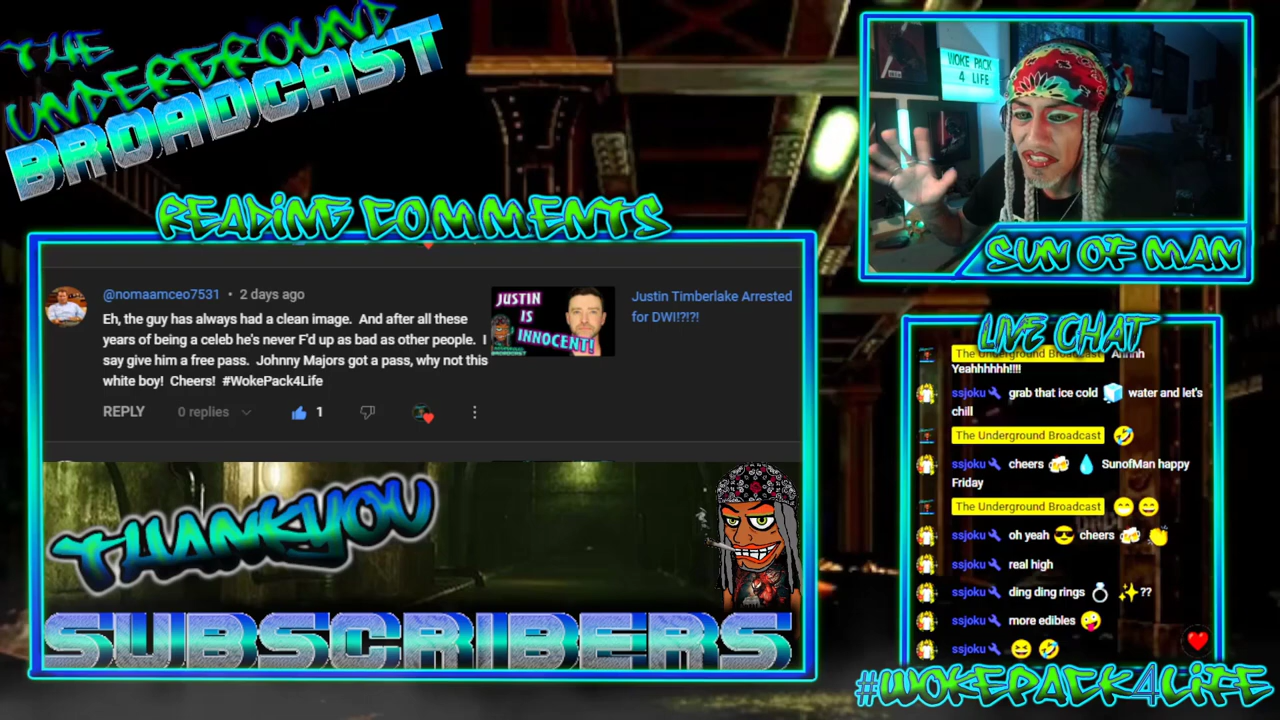 THE
UNDERGROUND
BROADCAST
READING COMMENTS
@nomaamceo7531 • 2 days ago
Eh, the guy has always had a clean image. And after all these
years of being a celeb he's never F'd up as bad as other people. I
say give him a free pass. Johnny Majors got a pass, why not this
white boy! Cheers! #WokePack4Life
REPLY 0 replies 1
JUSTIN
IS
INNOCENT!
BROADCAST
Justin Timberlake Arrested
for DWI!?!?!
THANKYOU
SUBSCRIBERS
WOKE PACK
4 LIFE
SUN OF MAN
LIVE CHAT
The Underground Broadcast Ahhhh
Yeahhhhh!!!!
ssjoku🔧 grab that ice cold 🧊 water and let's
chill
The Underground Broadcast 🤣
ssjoku🔧 cheers 🍻 💧 SunofMan happy
Friday
The Underground Broadcast 😁 😄
ssjoku🔧 oh yeah 😎 cheers 🍻 👏
ssjoku🔧 real high
ssjoku🔧 ding ding rings 💍 ✨??
ssjoku🔧 more edibles 🤪
ssjoku🔧 😆 🤣
#WOKEPACK4LIFE